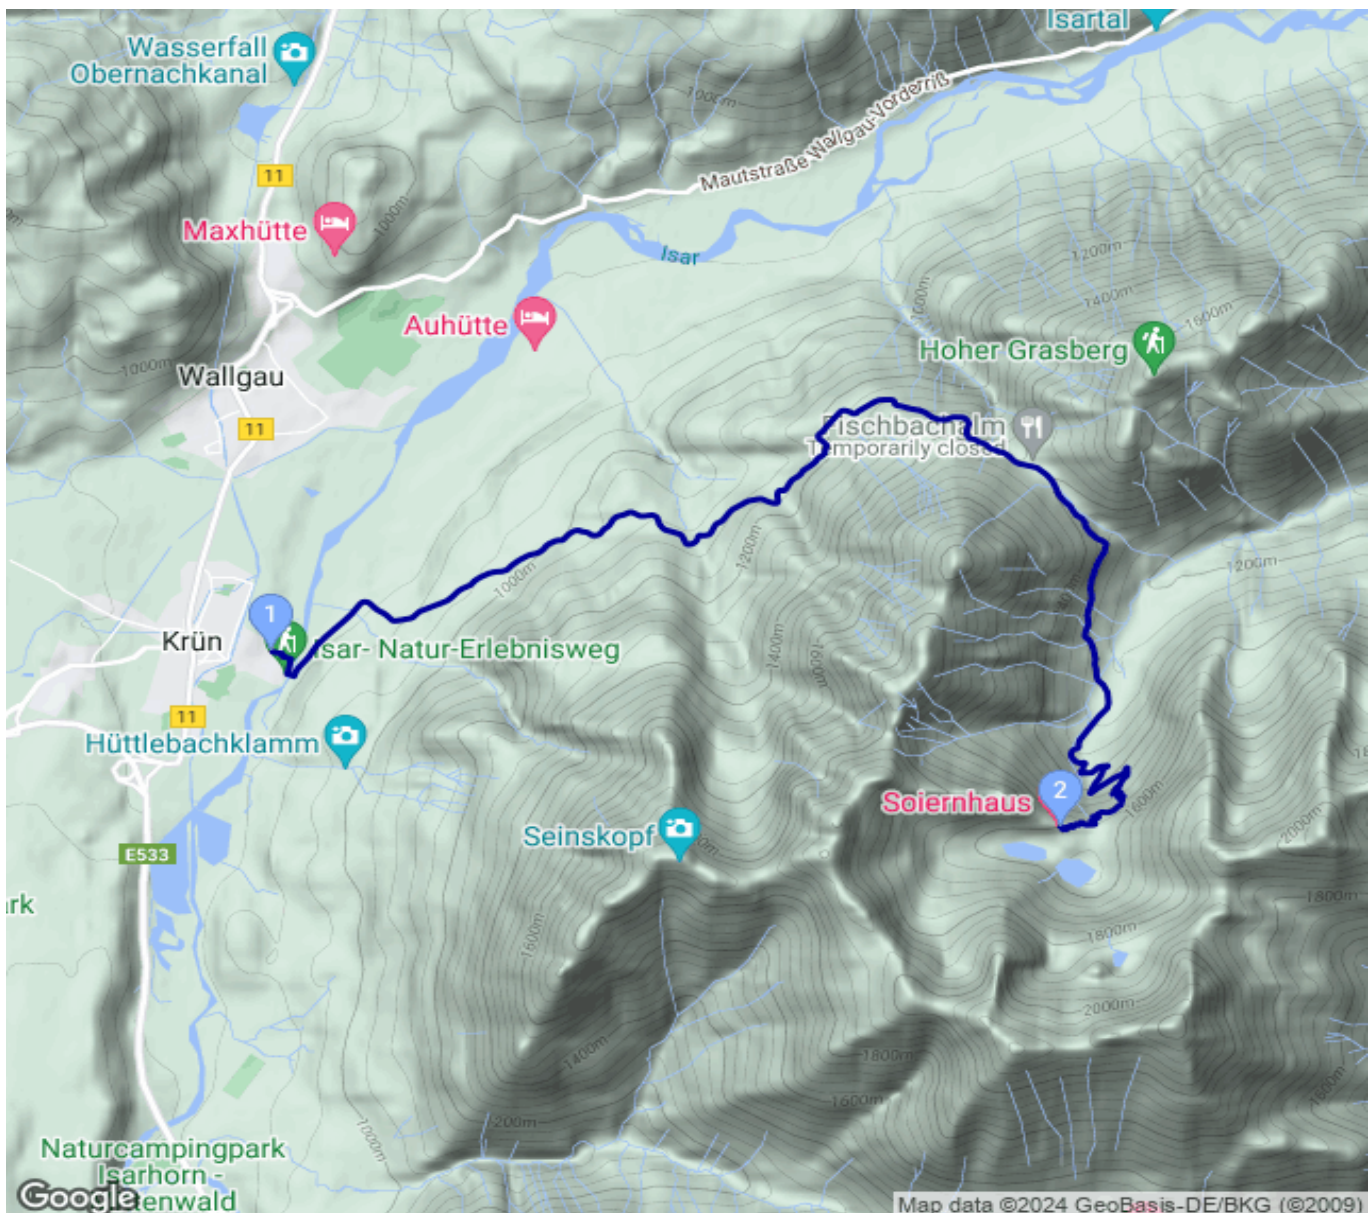 Isartal
Wasserfall
Obernachkanal
1000m
Mautstraße Wallgau-Vorderriß
11
Maxhütte
1000m
Isar
1200m
1000m
1400m
1600m
Auhütte
Hoher Grasberg
1000m
Wallgau
11
Fischbachalm
Temporarily closed
1200m
1000m
1200m
1
Krün
Isar- Natur-Erlebnisweg
1400m
1600m
11
Hüttlebachklamm
2
Soiernhaus
1600m
2000m
Seinskopf
E533
1800m
1600m
1800m
2000m
1400m
1800m
1600m
1600m
1200m
1000m
Naturcampingpark
Isarhorn -
Google
Map data ©2024 GeoBasis-DE/BKG (©2009)